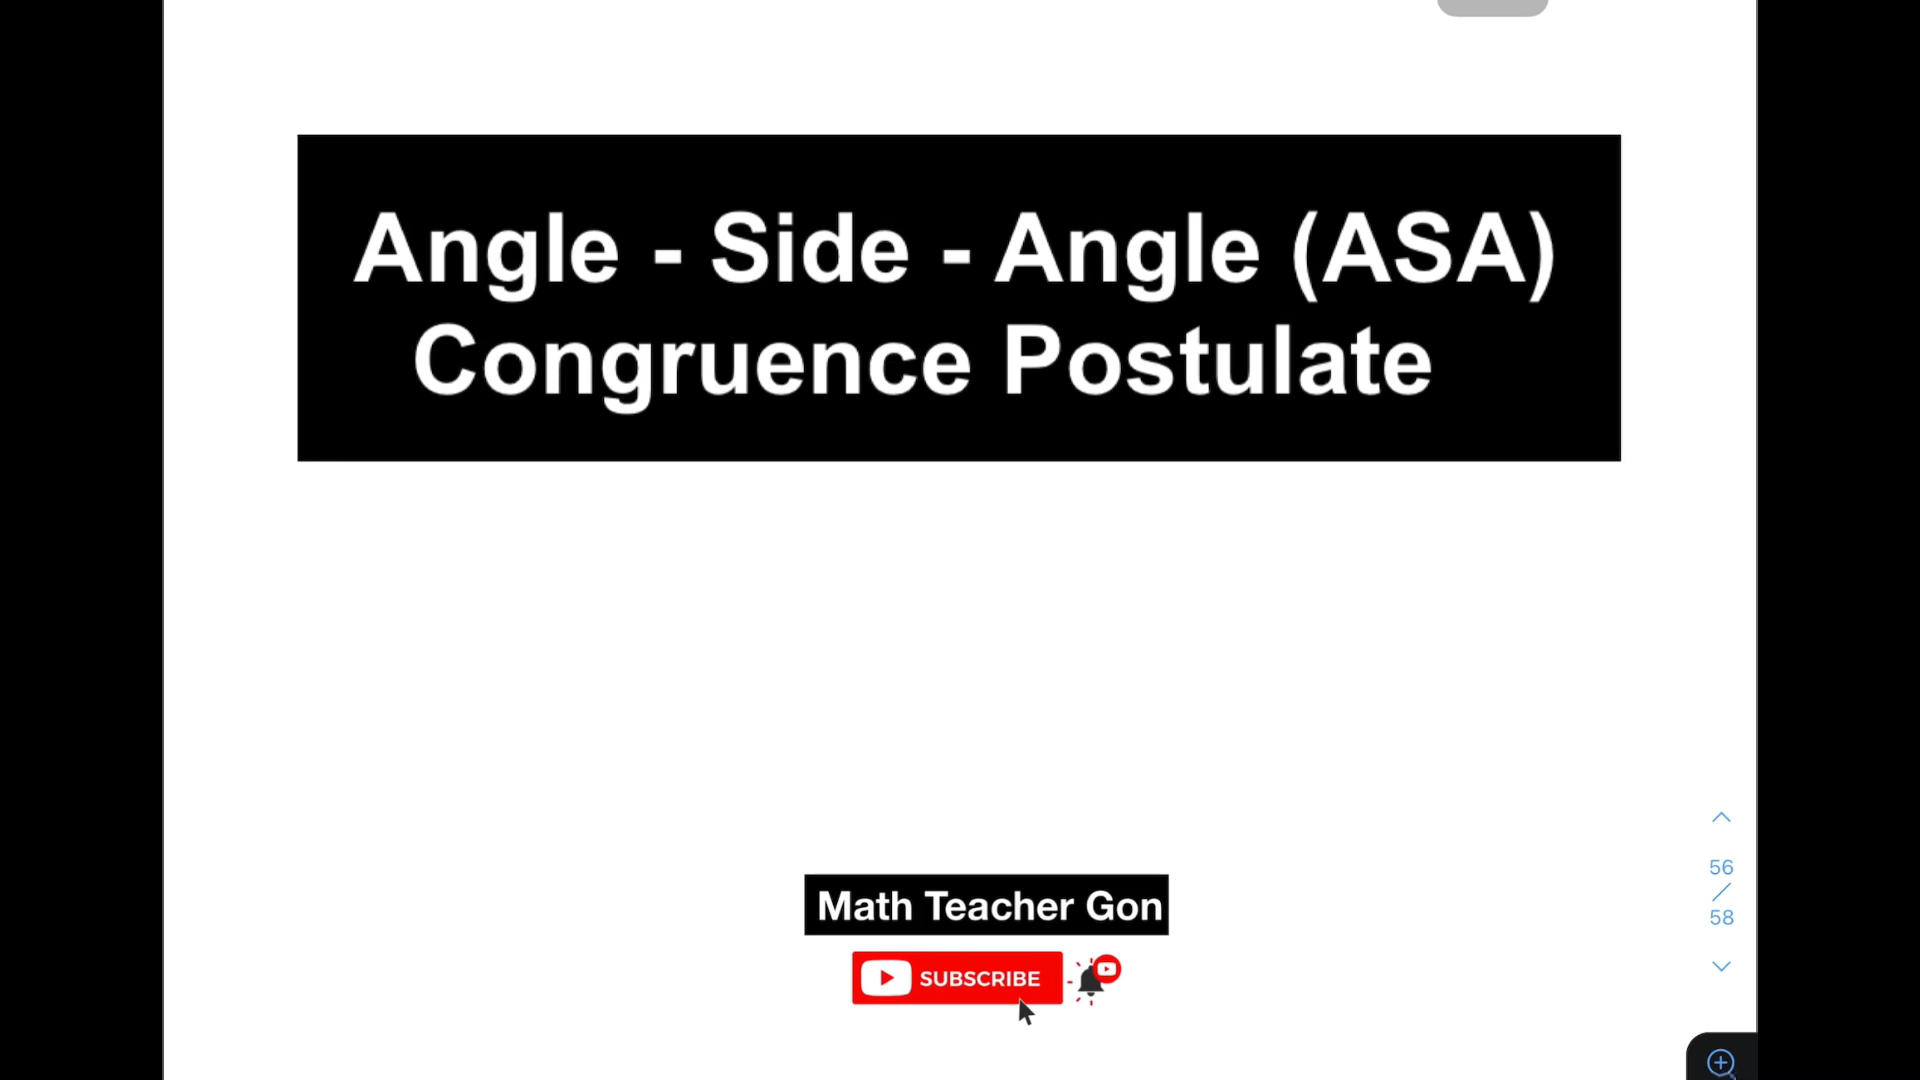 Angle - Side - Angle (ASA)
Congruence Postulate
56
58
Math Teacher Gon
SUBSCRIBE